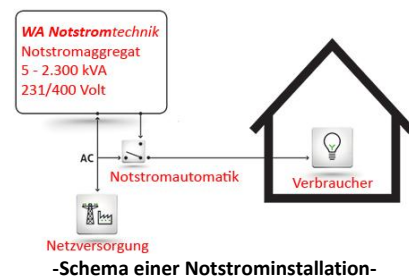 WA Notstromtechnik
Notstromaggregat
5 - 2.300 kVA
231/400 Volt
AC
Notstromautomatik
Verbraucher
Netzversorgung
-Schema einer Notstrominstallation-